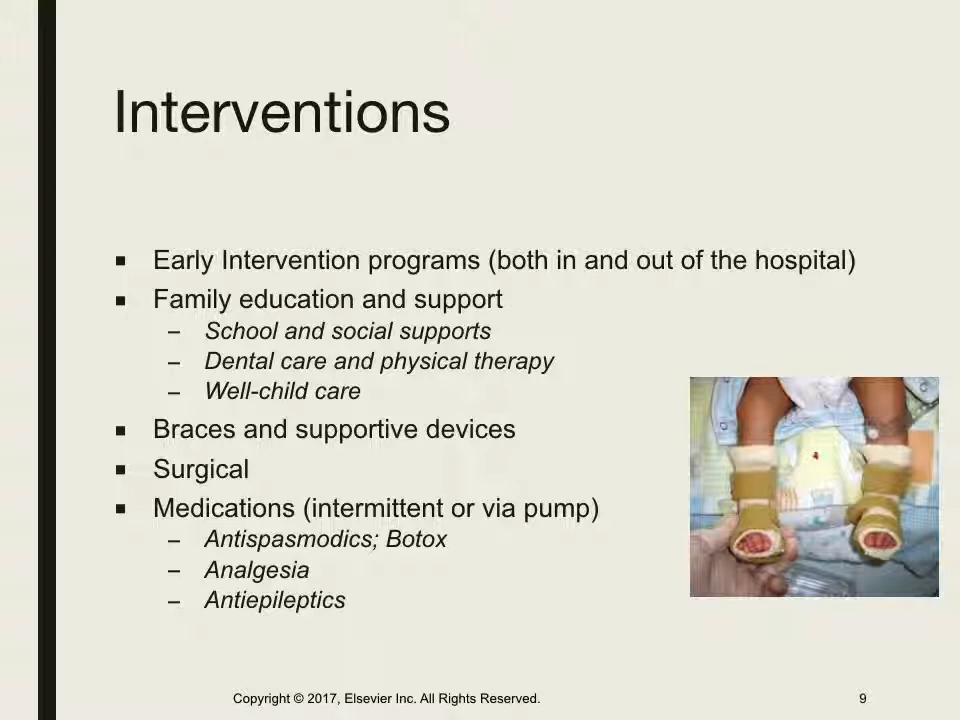 Interventions
■ Early Intervention programs (both in and out of the hospital)
■ Family education and support
– School and social supports
– Dental care and physical therapy
– Well-child care
■ Braces and supportive devices
■ Surgical
■ Medications (intermittent or via pump)
– Antispasmodics; Botox
– Analgesia
– Antiepileptics
Copyright © 2017, Elsevier Inc. All Rights Reserved.
9